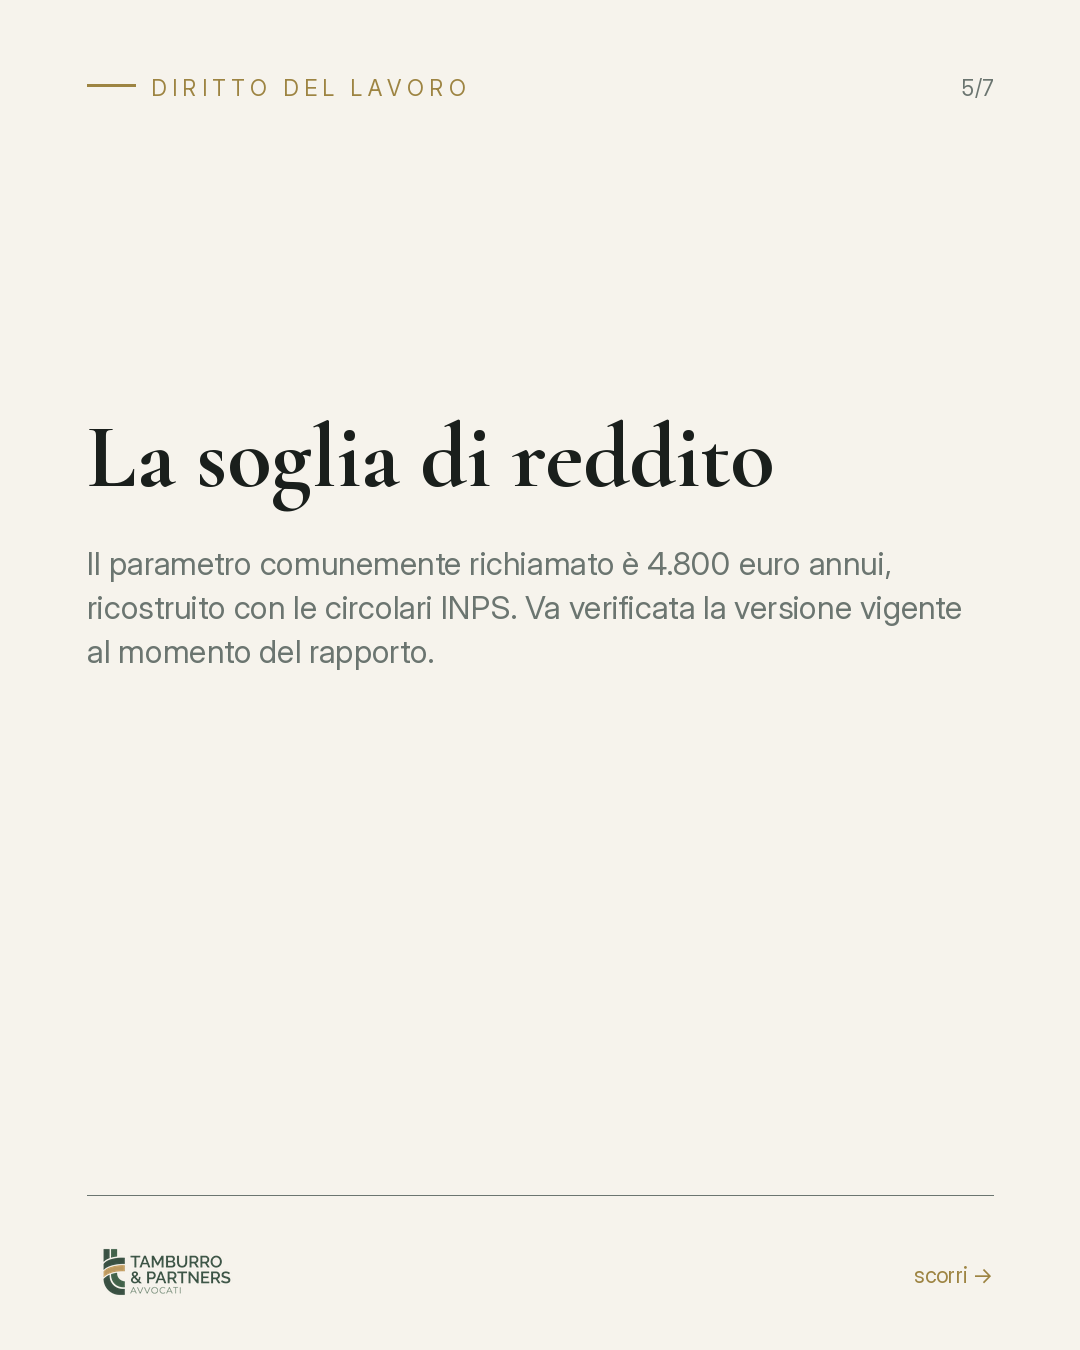 DIRITTO DEL LAVORO
5/7
La soglia di reddito
Il parametro comunemente richiamato è 4.800 euro annui,
ricostruito con le circolari INPS. Va verificata la versione vigente
al momento del rapporto.
TAMBURRO
& PARTNERS
AVVOCATI
scorri →